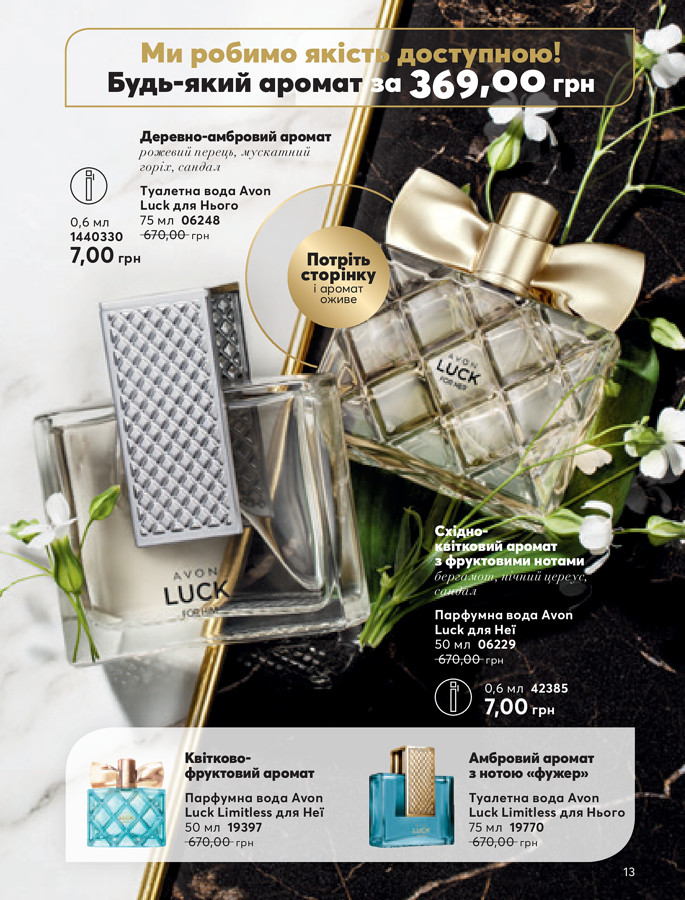 Ми робимо якість доступною!
Будь-який аромат за 369,00 грн
Деревно-амбровий аромат
рожевий перець, мускатний
горіх, сандал
Туалетна вода Avon
Luck для Нього
75 мл 06248
670,00 грн
0,6 мл
1440330
7,00 грн
Потріть
сторінку
і аромат
оживе
AVON
LUCK
FOR HER
AVON
LUCK
FOR HIM
Східно-
квітковий аромат
з фруктовими нотами
бергамот, нічний цереус,
сандал
Парфумна вода Avon
Luck для Неї
50 мл 06229
670,00 грн
0,6 мл 42385
7,00 грн
Квітково-
фруктовий аромат
Парфумна вода Avon
Luck Limitless для Неї
50 мл 19397
670,00 грн
LUCK
Амбровий аромат
з нотою «фужер»
Туалетна вода Avon
Luck Limitless для Нього
75 мл 19770
670,00 грн
LUCK
13